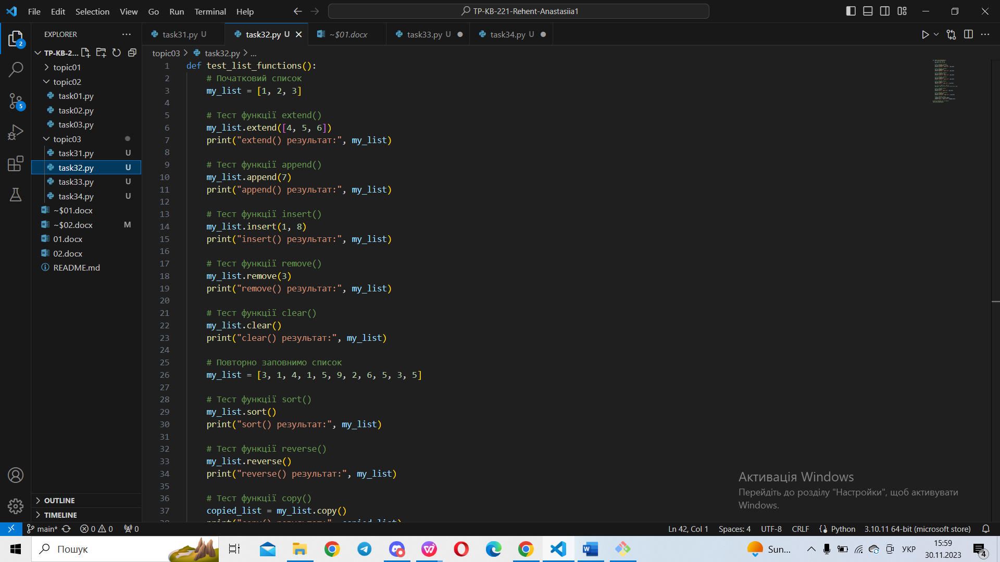 File Edit Selection View Go Run Terminal Help
TP-KB-221-Rehent-Anastasiia1
2
5
EXPLORER
TP-KB-2...
topic01
topic02
task01.py
task02.py
task03.py
topic03
task31.py U
task32.py U
task33.py U
task34.py U
~$01.docx
~$02.docx M
01.docx
02.docx
README.md
OUTLINE
TIMELINE
task31.py U
task32.py U
~$01.docx
task33.py U
task34.py U
topic03 > task32.py > ...
1 def test_list_functions():
2 # Початковий список
3 my_list = [1, 2, 3]
4
5 # Тест функції extend()
6 my_list.extend([4, 5, 6])
7 print("extend() результат:", my_list)
8
9 # Тест функції append()
10 my_list.append(7)
11 print("append() результат:", my_list)
12
13 # Тест функції insert()
14 my_list.insert(1, 8)
15 print("insert() результат:", my_list)
16
17 # Тест функції remove()
18 my_list.remove(3)
19 print("remove() результат:", my_list)
20
21 # Тест функції clear()
22 my_list.clear()
23 print("clear() результат:", my_list)
24
25 # Повторно заповнимо список
26 my_list = [3, 1, 4, 1, 5, 9, 2, 6, 5, 3, 5]
27
28 # Тест функції sort()
29 my_list.sort()
30 print("sort() результат:", my_list)
31
32 # Тест функції reverse()
33 my_list.reverse()
34 print("reverse() результат:", my_list)
35
36 # Тест функції copy()
37 copied_list = my_list.copy()
38 print("copy() результат:", copied_list)
Активація Windows
Перейдіть до розділу "Настройки", щоб активувати
Windows.
main* 0 0 0
Ln 42, Col 1 Spaces: 4 UTF-8 CRLF Python 3.10.11 64-bit (microsoft store)
Пошук
Sun...
УКР
15:59
30.11.2023
4